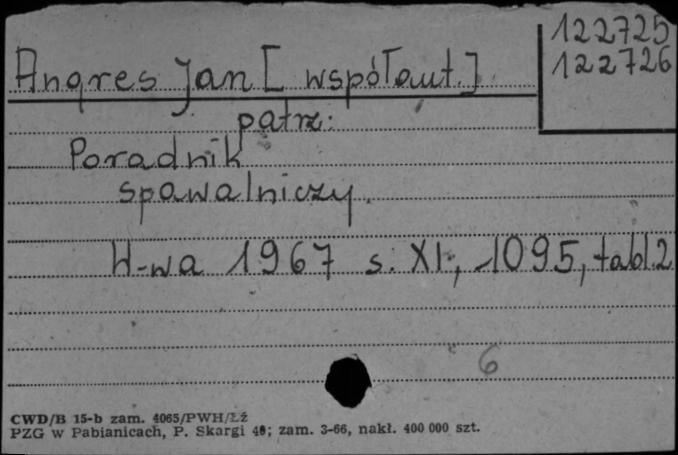 122725
122726
Angres Jan [współaut.]
patrz:
Poradnik
spawalniczy.
W-wa 1967 s. XI, 1095, tabl. 2
6
CWD/B 15-b zam. 4065/PWH/Łź
PZG w Pabianicach, P. Skargi 40; zam. 3-66, nakł. 400 000 szt.